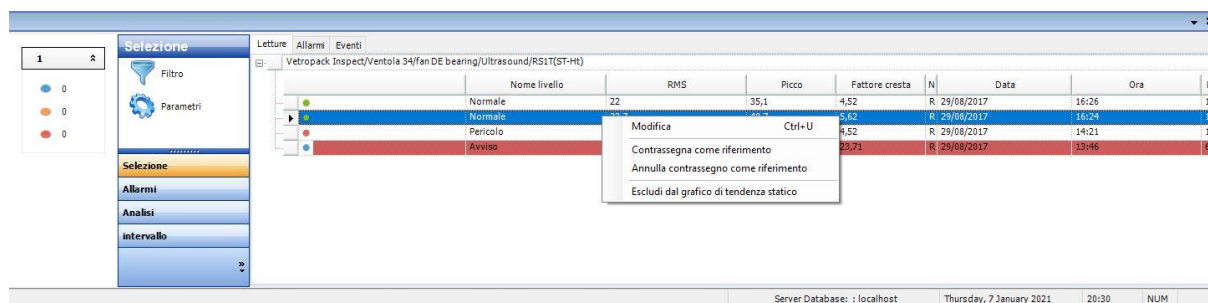 1
0
0
0
Selezione
Filtro
Parametri
Selezione
Allarmi
Analisi
intervallo
Letture Allarmi Eventi
Vetropack Inspect/Ventola 34/fan DE bearing/Ultrasound/RS1T(ST-Ht)
Nome livello RMS Picco Fattore cresta N Data Ora
Normale 22 35,1 4,52 R 29/08/2017 16:26
Normale 5,62 R 29/08/2017 16:24
Pericolo 4,52 R 29/08/2017 14:21
Avviso 23,71 R 29/08/2017 13:46
Modifica Ctrl+U
Contrassegna come riferimento
Annulla contrassegno come riferimento
Escludi dal grafico di tendenza statico
Server Database: : localhost Thursday, 7 January 2021 20:30 NUM